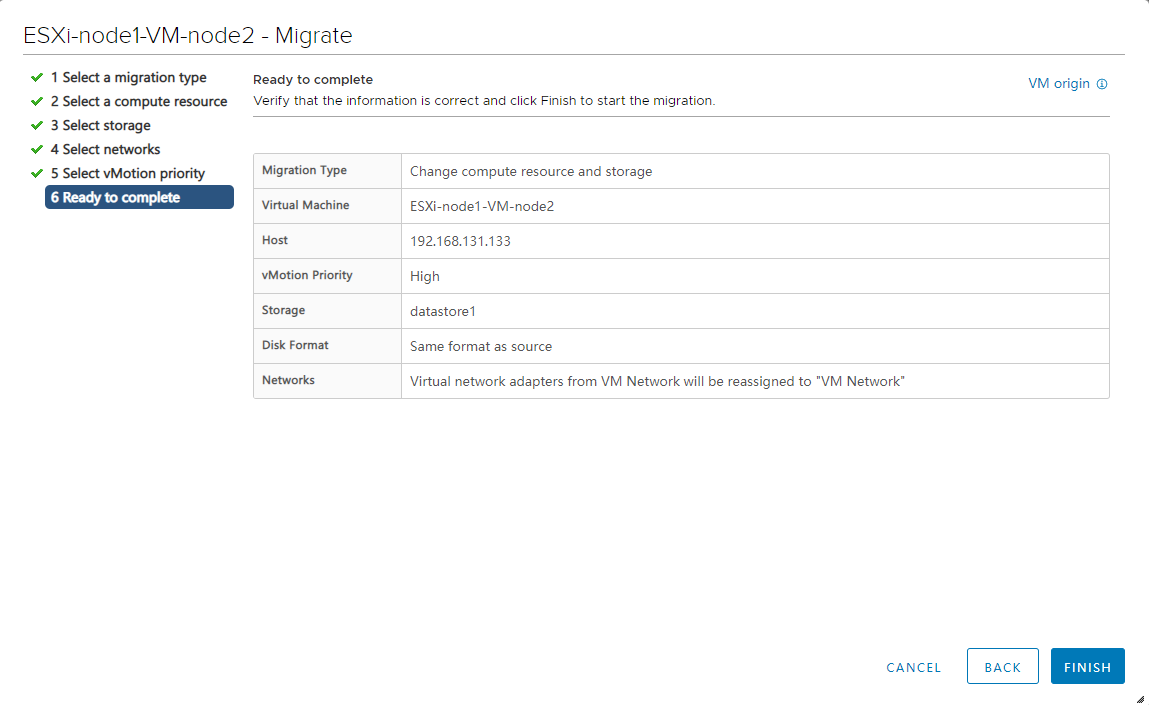 ESXi-node1-VM-node2 - Migrate
1 Select a migration type
2 Select a compute resource
3 Select storage
4 Select networks
5 Select vMotion priority
6 Ready to complete
Ready to complete
Verify that the information is correct and click Finish to start the migration.
VM origin
Migration Type Change compute resource and storage
Virtual Machine ESXi-node1-VM-node2
Host 192.168.131.133
vMotion Priority High
Storage datastore1
Disk Format Same format as source
Networks Virtual network adapters from VM Network will be reassigned to "VM Network"
CANCEL BACK FINISH